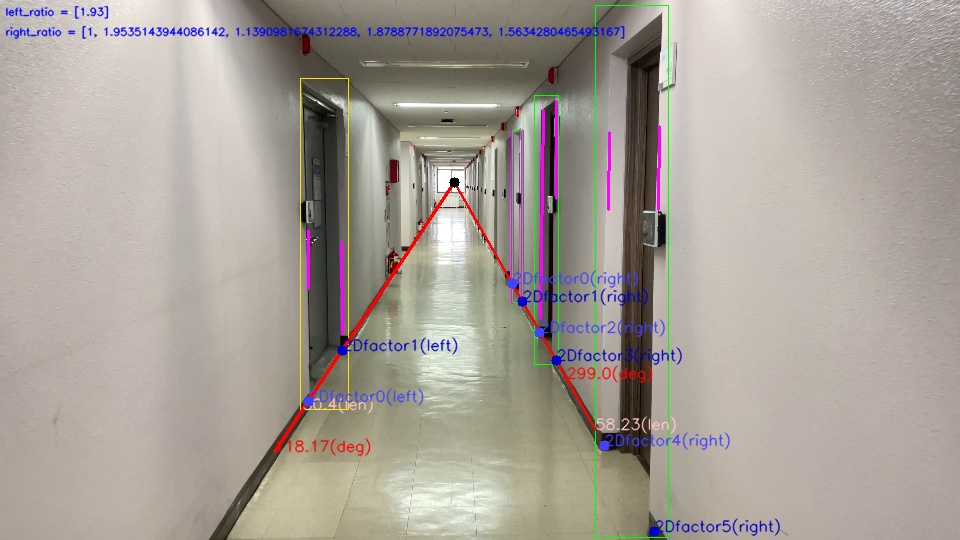 left_ratio = [1.93]
right_ratio = [1, 1.9535143944086142, 1.1390981674312288, 1.8788771892075473, 1.5634280465493167]
2Dfactor0(right)
2Dfactor1(right)
2Dfactor2(right)
2Dfactor1(left)
2Dfactor3(right)
299.0(deg)
2Dfactor0(left)
58.23(len)
2Dfactor4(right)
18.17(deg)
2Dfactor5(right)